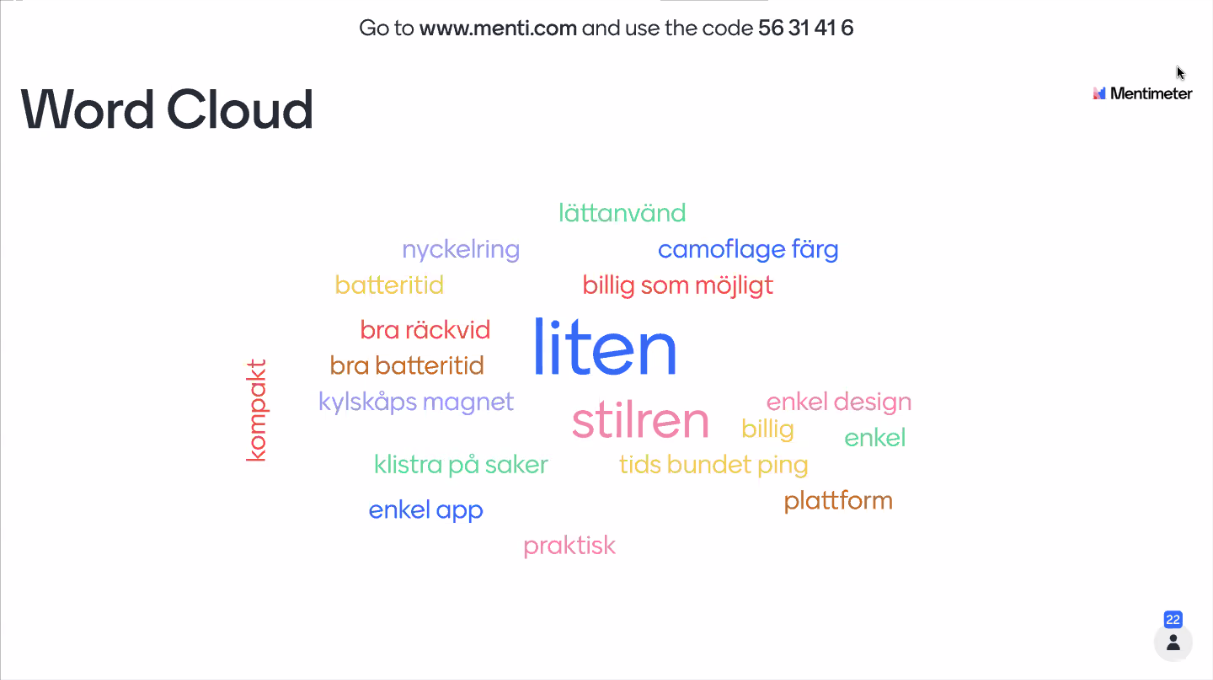 Go to www.menti.com and use the code 56 31 41 6
Word Cloud
Mentimeter
lättanvänd
nyckelring
camoflage färg
batteritid
billig som möjligt
bra räckvid
liten
bra batteritid
kompakt
kylskåps magnet
stilren
enkel design
billig
enkel
klistra på saker
tids bundet ping
plattform
enkel app
praktisk
22